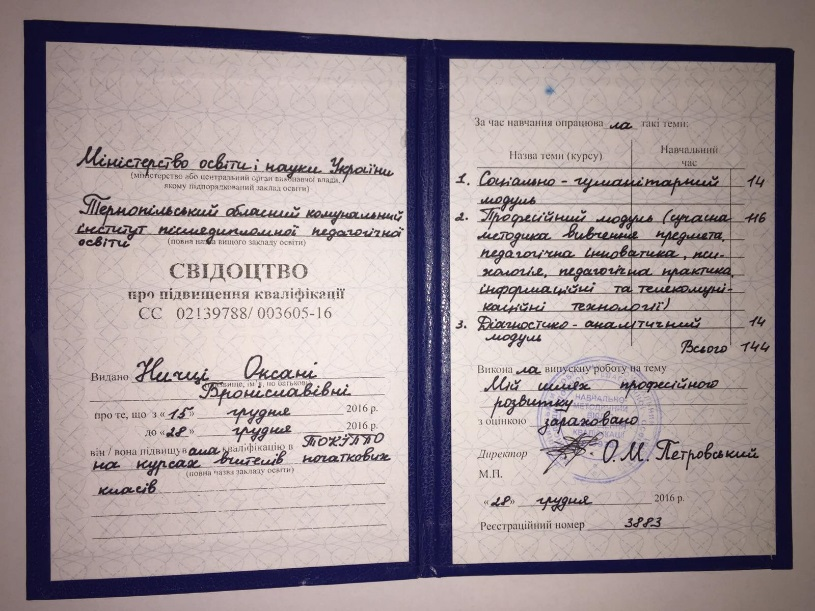 Міністерство освіти і науки України
(міністерство або центральний орган виконавчої влади,
якому підпорядкований заклад освіти)
Тернопільський обласний комунальний
інститут післядипломної педагогічної
освіти
(повна назва вищого закладу освіти)
СВІДОЦТВО
про підвищення кваліфікації
СС 02139788/ 003605-16
Видано Ничці Оксані
(прізвище, ім'я, по батькові)
Броніславівні
про те, що з «15» грудня 2016 р.
до «28» грудня 2016 р.
він / вона підвищувала кваліфікацію в ТОКІППО
на курсах вчителів початкових
(повна назва закладу освіти)
класів
За час навчання опрацювала такі теми:
Назва теми (курсу) Навчальний
час
1. Соціально - гуманітарний 14
модуль
2. Професійний модуль (сучасна 116
методика вивчення предмета,
педагогічна інноватика, пси-
хологія, педагогічна практика,
інформаційні та телекомуні-
каційні технології)
3. Діагностико - аналітичний 14
модуль
Всього 144
Виконала випускну роботу на тему
Мій шлях професійного
розвитку
з оцінкою зараховано
Директор О.М. Петровський
М.П.
«28» грудня 2016 р.
Реєстраційний номер 3883